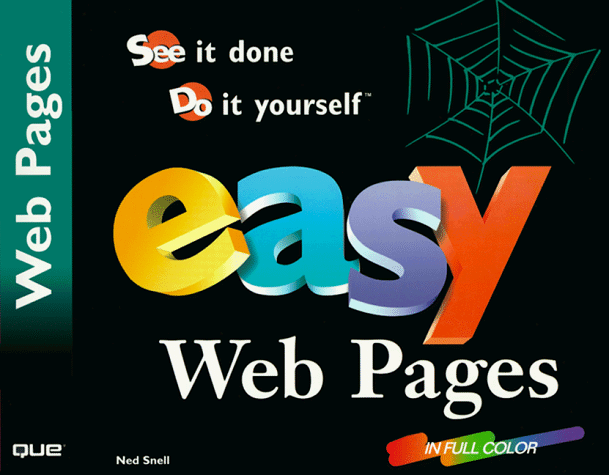 Web Pages
See it done
Do it yourself™
easy
Web Pages
IN FULL COLOR
que®
Ned Snell